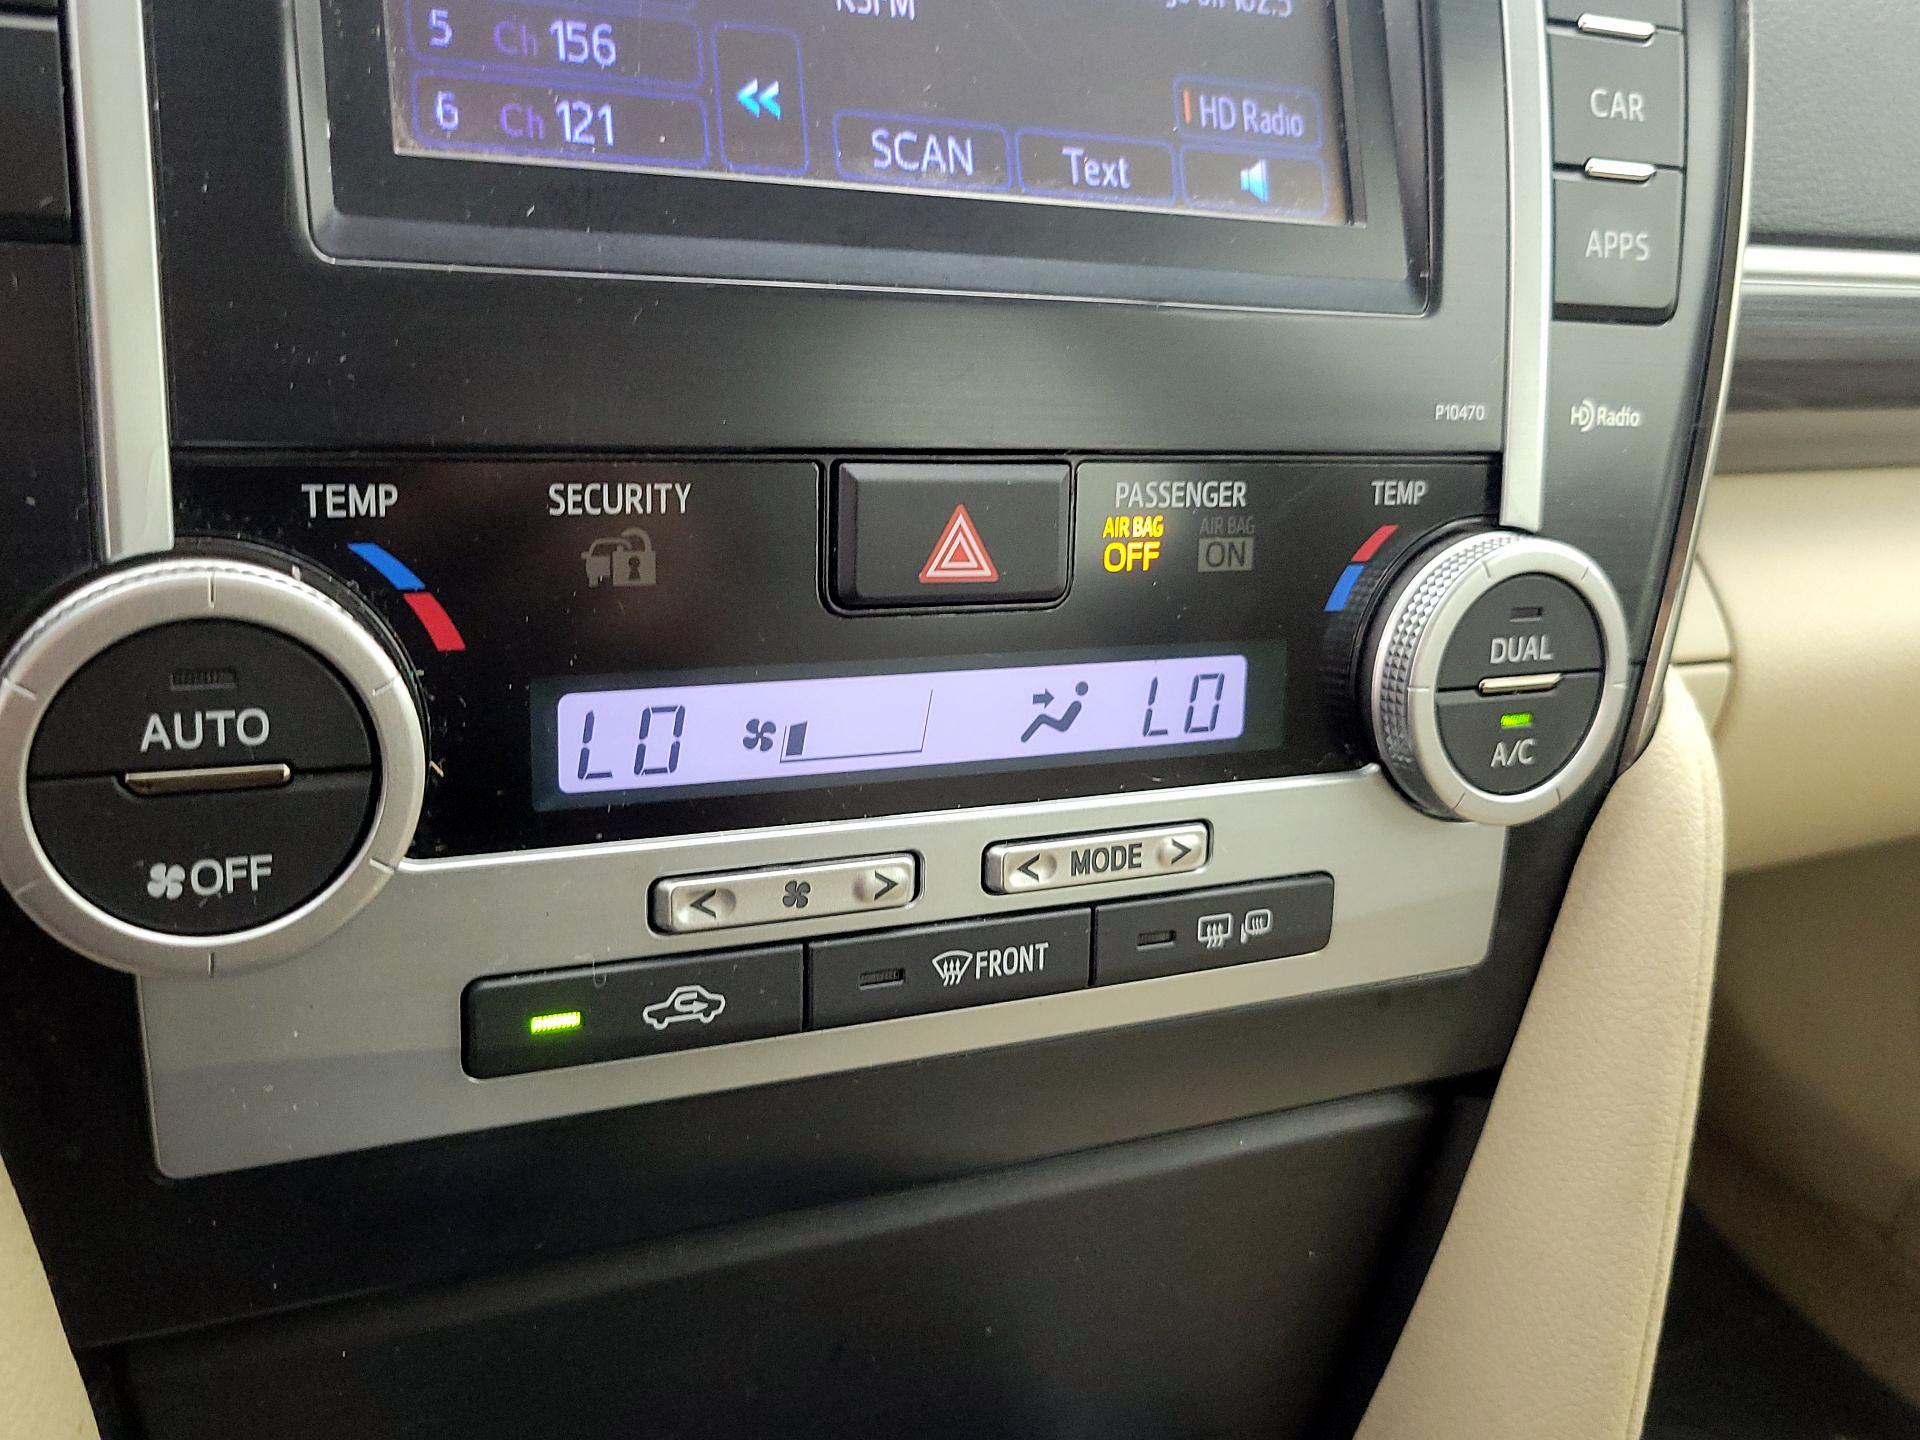 5 Ch 156
6 Ch 121
SCAN
Text
HD Radio
CAR
APPS
P10470
HD Radio
TEMP
SECURITY
PASSENGER
AIR BAG
OFF
AIR BAG
ON
TEMP
AUTO
OFF
LO
LO
DUAL
A/C
< >
< MODE >
FRONT